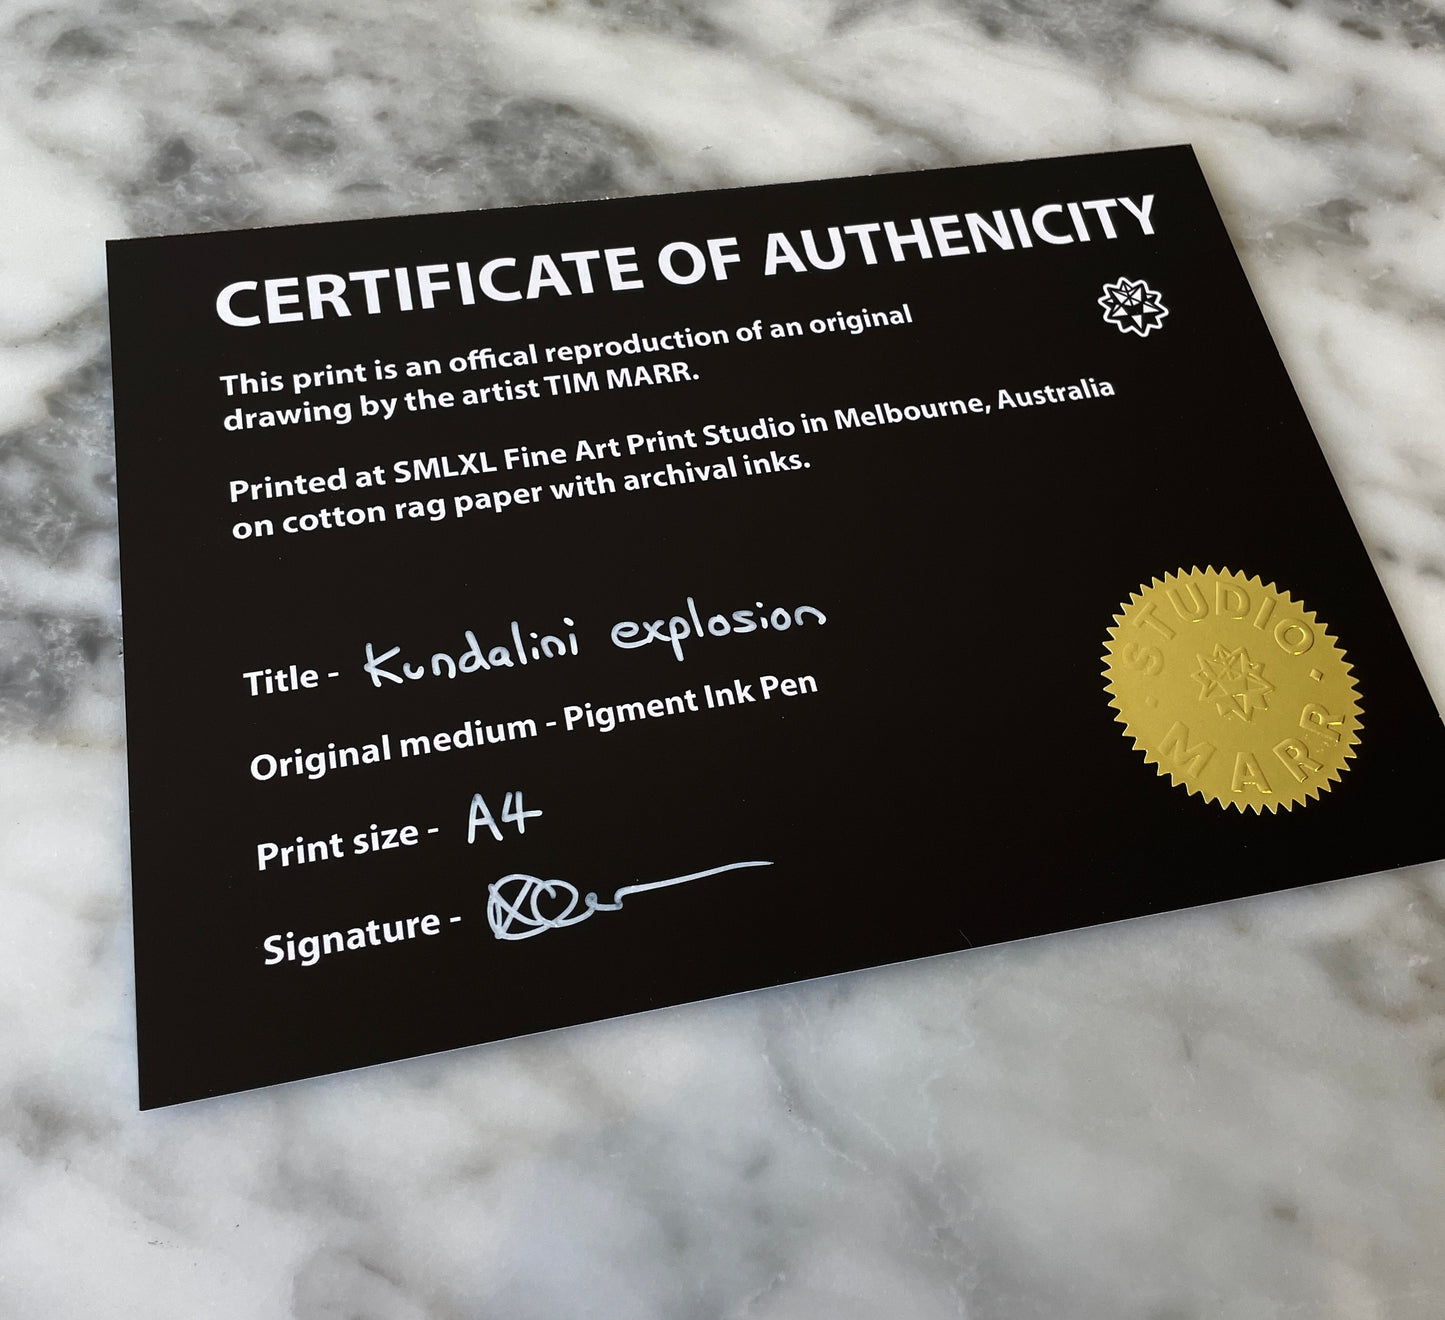 CERTIFICATE OF AUTHENICITY
This print is an offical reproduction of an original
drawing by the artist TIM MARR.
Printed at SMLXL Fine Art Print Studio in Melbourne, Australia
on cotton rag paper with archival inks.
Title - Kundalini explosion
Original medium - Pigment Ink Pen
Print size - A4
Signature -
STUDIO
MARR